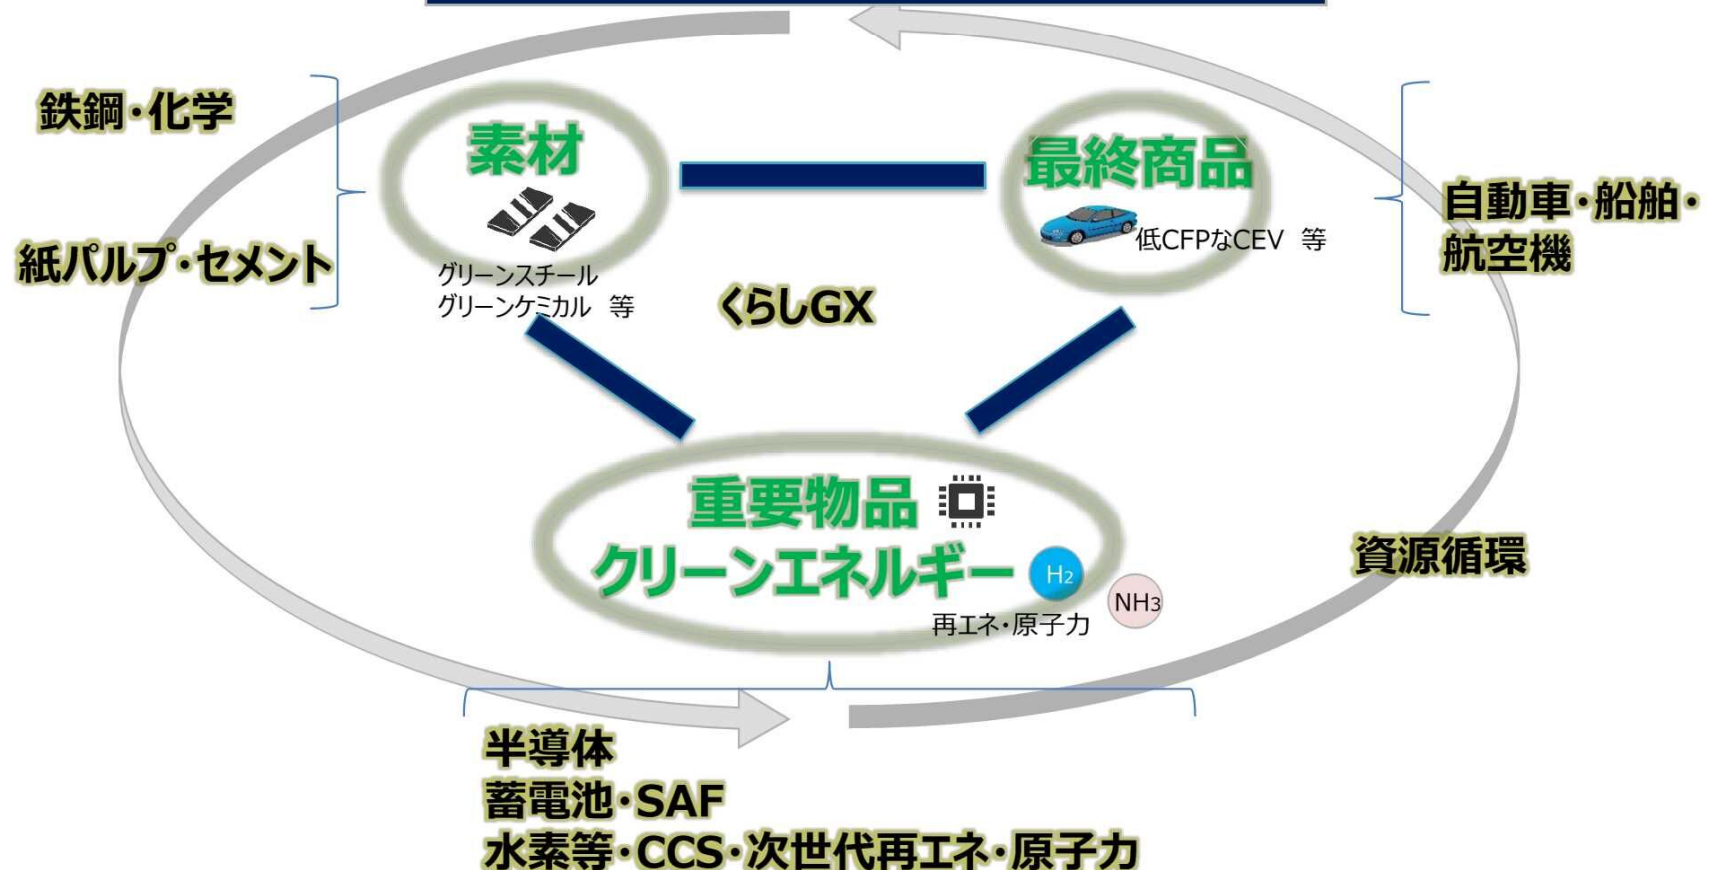 鉄鋼・化学
紙パルプ・セメント
素材
グリーンスチール
グリーンケミカル 等
最終商品
低CFPなCEV 等
自動車・船舶・
航空機
くらしGX
重要物品
クリーンエネルギー
H2
NH3
再エネ・原子力
資源循環
半導体
蓄電池・SAF
水素等・CCS・次世代再エネ・原子力